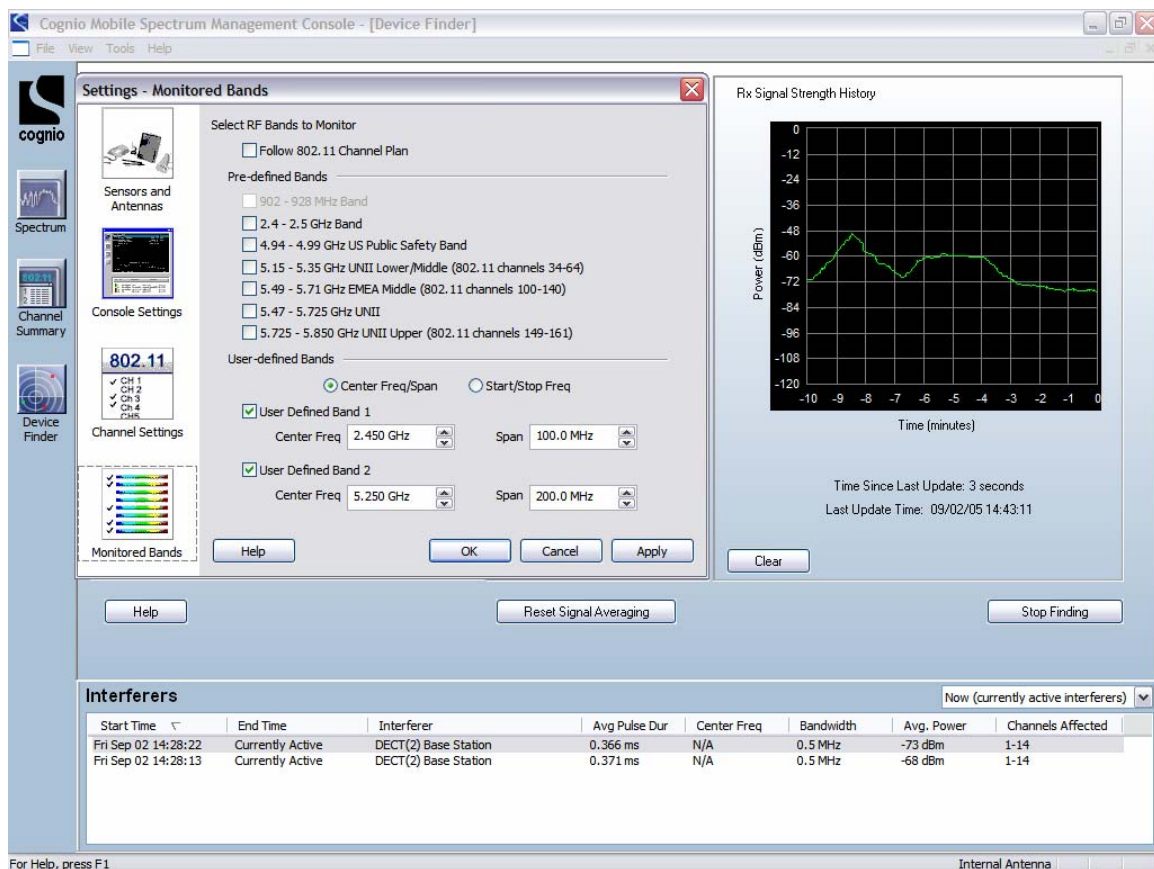 Cognio Mobile Spectrum Management Console - [Device Finder]
File View Tools Help
cognio
Spectrum
802.11
Channel Summary
Device Finder
Settings - Monitored Bands
Sensors and Antennas
Console Settings
802.11
CH 1
CH 2
Ch 3
Ch 4
CH5
Channel Settings
Monitored Bands
Select RF Bands to Monitor
Follow 802.11 Channel Plan
Pre-defined Bands
902 - 928 MHz Band
2.4 - 2.5 GHz Band
4.94 - 4.99 GHz US Public Safety Band
5.15 - 5.35 GHz UNII Lower/Middle (802.11 channels 34-64)
5.49 - 5.71 GHz EMEA Middle (802.11 channels 100-140)
5.47 - 5.725 GHz UNII
5.725 - 5.850 GHz UNII Upper (802.11 channels 149-161)
User-defined Bands
Center Freq/Span Start/Stop Freq
User Defined Band 1
Center Freq 2.450 GHz Span 100.0 MHz
User Defined Band 2
Center Freq 5.250 GHz Span 200.0 MHz
Help OK Cancel Apply
Rx Signal Strength History
Power (dBm)
0
-12
-24
-36
-48
-60
-72
-84
-96
-108
-120
-10 -9 -8 -7 -6 -5 -4 -3 -2 -1 0
Time (minutes)
Time Since Last Update: 3 seconds
Last Update Time: 09/02/05 14:43:11
Clear
Help Reset Signal Averaging Stop Finding
Interferers Now (currently active interferers)
Start Time End Time Interferer Avg Pulse Dur Center Freq Bandwidth Avg. Power Channels Affected
Fri Sep 02 14:28:22 Currently Active DECT(2) Base Station 0.366 ms N/A 0.5 MHz -73 dBm 1-14
Fri Sep 02 14:28:13 Currently Active DECT(2) Base Station 0.371 ms N/A 0.5 MHz -68 dBm 1-14
For Help, press F1 Internal Antenna